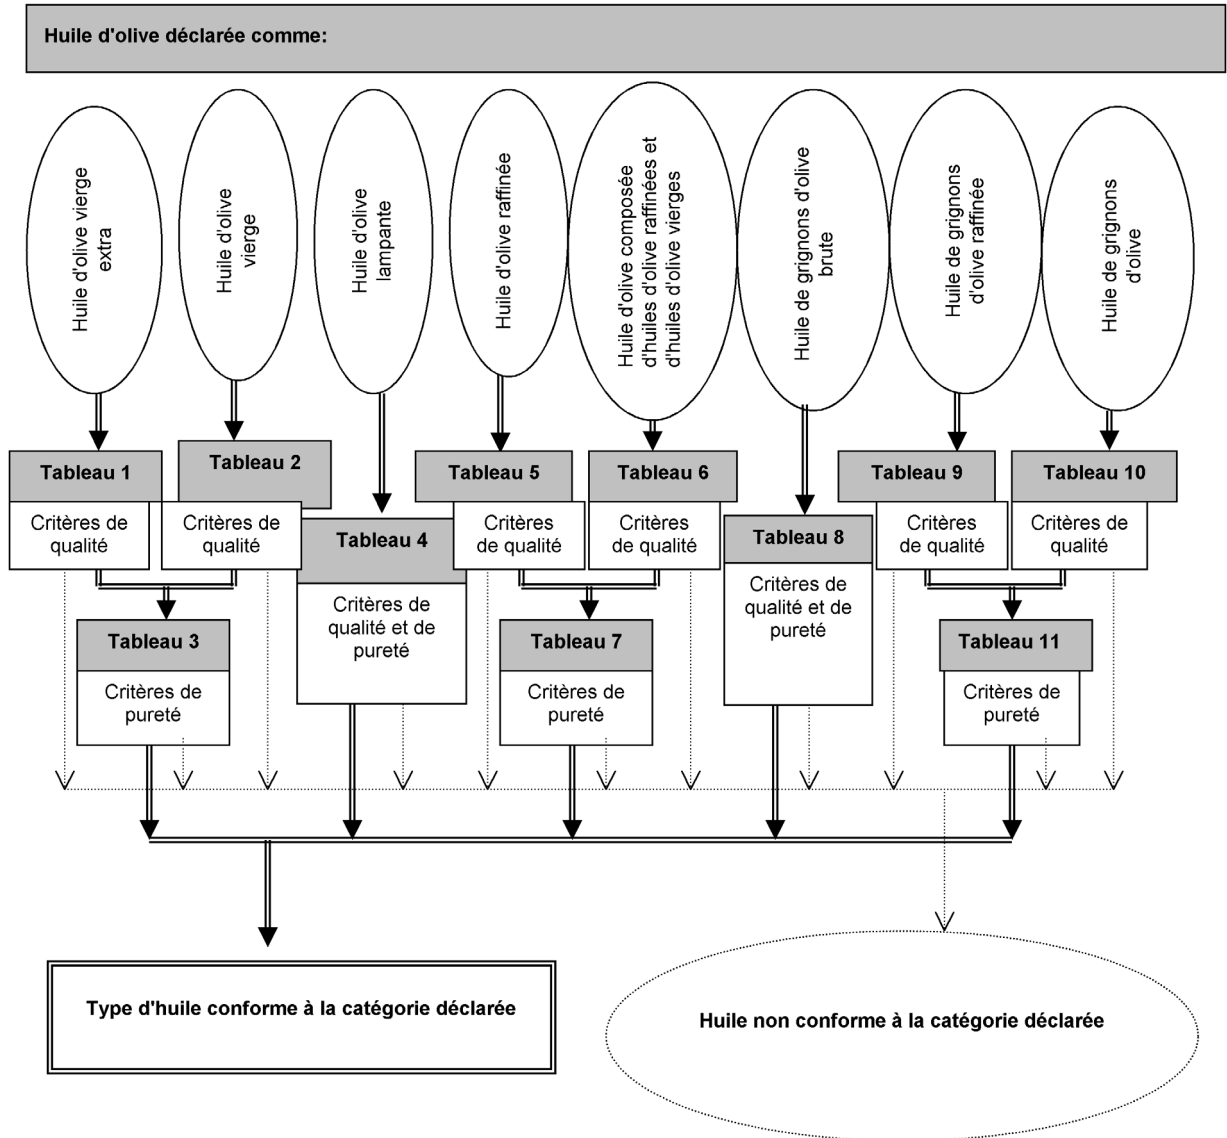 Huile d'olive déclarée comme:
Huile d'olive vierge
extra
Huile d'olive
vierge
Huile d'olive
lampante
Huile d'olive raffinée
Huile d'olive composée
d'huiles d'olive raffinées et
d'huiles d'olive vierges
Huile de grignons d'olive
brute
Huile de grignons
d'olive raffinée
Huile de grignons
d'olive
Tableau 1
Critères de
qualité
Tableau 2
Critères de
qualité
Tableau 4
Critères de
qualité et de
pureté
Tableau 5
Critères
de qualité
Tableau 6
Critères
de qualité
Tableau 8
Critères de
qualité et de
pureté
Tableau 9
Critères
de qualité
Tableau 10
Critères de
qualité
Tableau 3
Critères de
pureté
Tableau 7
Critères de
pureté
Tableau 11
Critères de
pureté
Type d'huile conforme à la catégorie déclarée
Huile non conforme à la catégorie déclarée